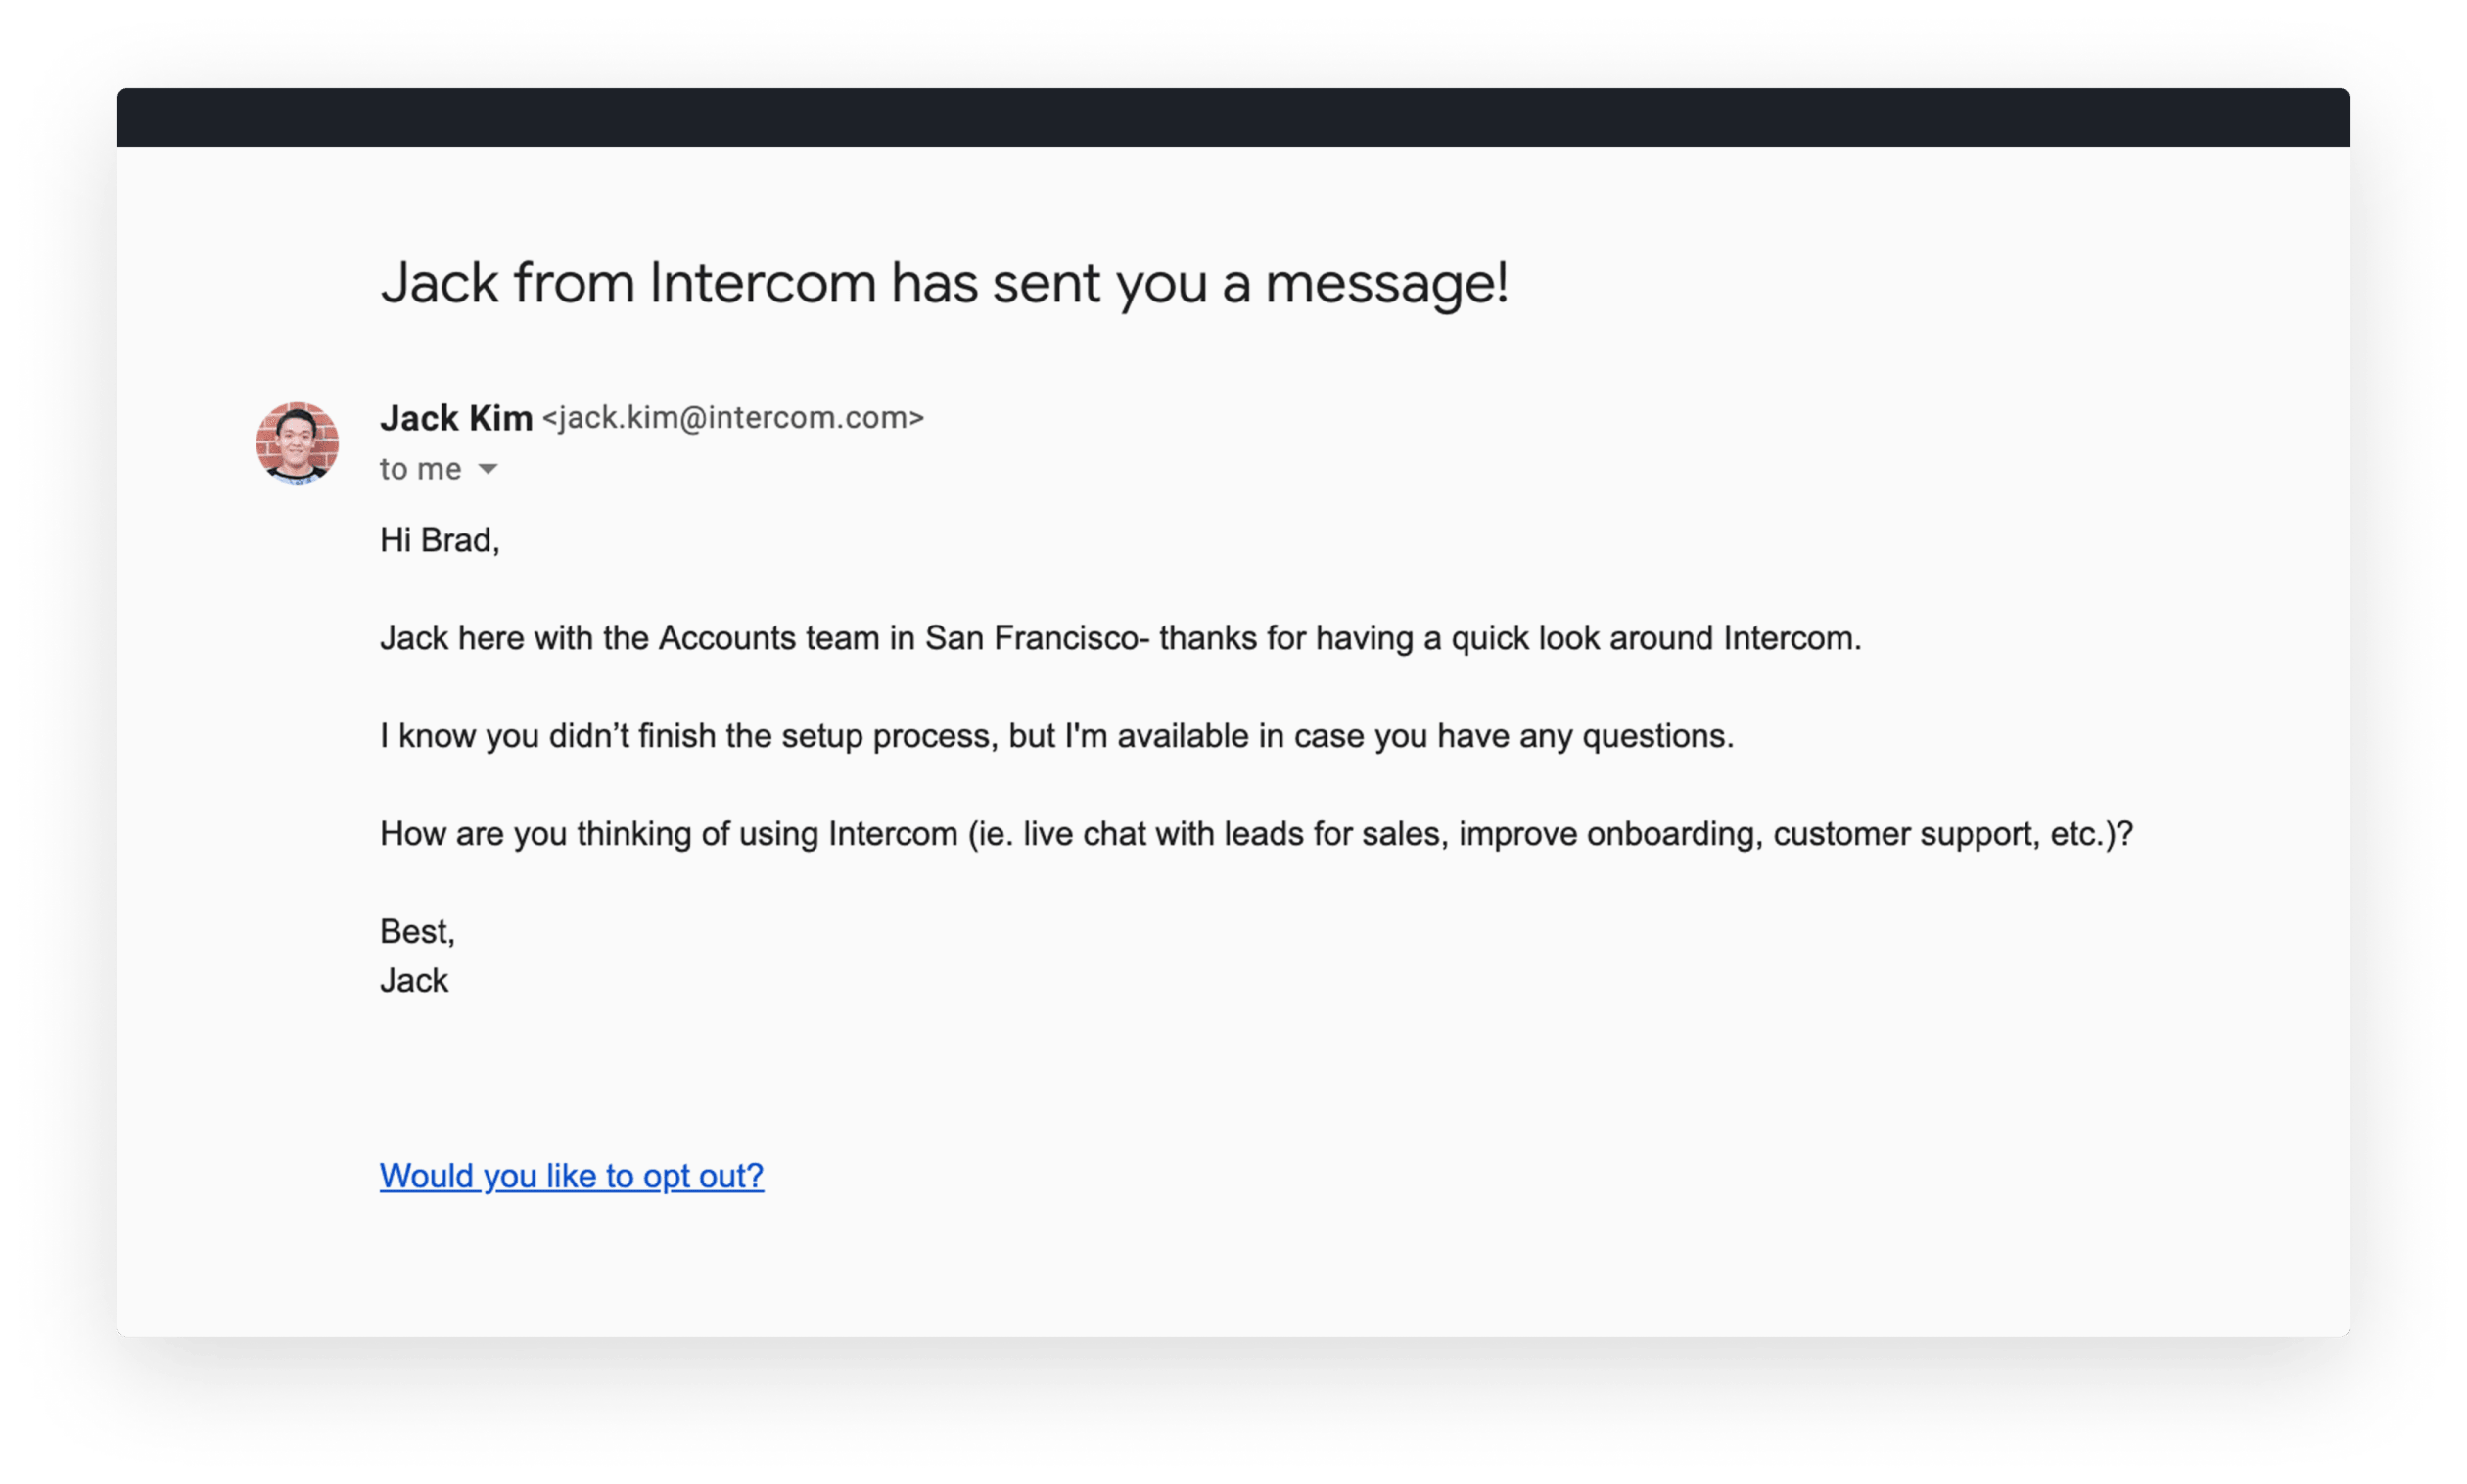 Jack from Intercom has sent you a message!
Jack Kim <jack.kim@intercom.com>
to me
Hi Brad,
Jack here with the Accounts team in San Francisco- thanks for having a quick look around Intercom.
I know you didn’t finish the setup process, but I'm available in case you have any questions.
How are you thinking of using Intercom (ie. live chat with leads for sales, improve onboarding, customer support, etc.)?
Best,
Jack
Would you like to opt out?